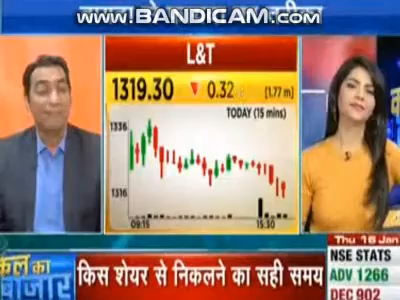 www.BANDICAM.com
L&T
1319.30 ▼ 0.32 [1.77 m]
TODAY (15 mins)
1336
1316
09:15 15:30
कल का
बाजार
किस शेयर से निकलने का सही समय
Thu 16 Jan
NSE STATS
ADV 1266
DEC 902